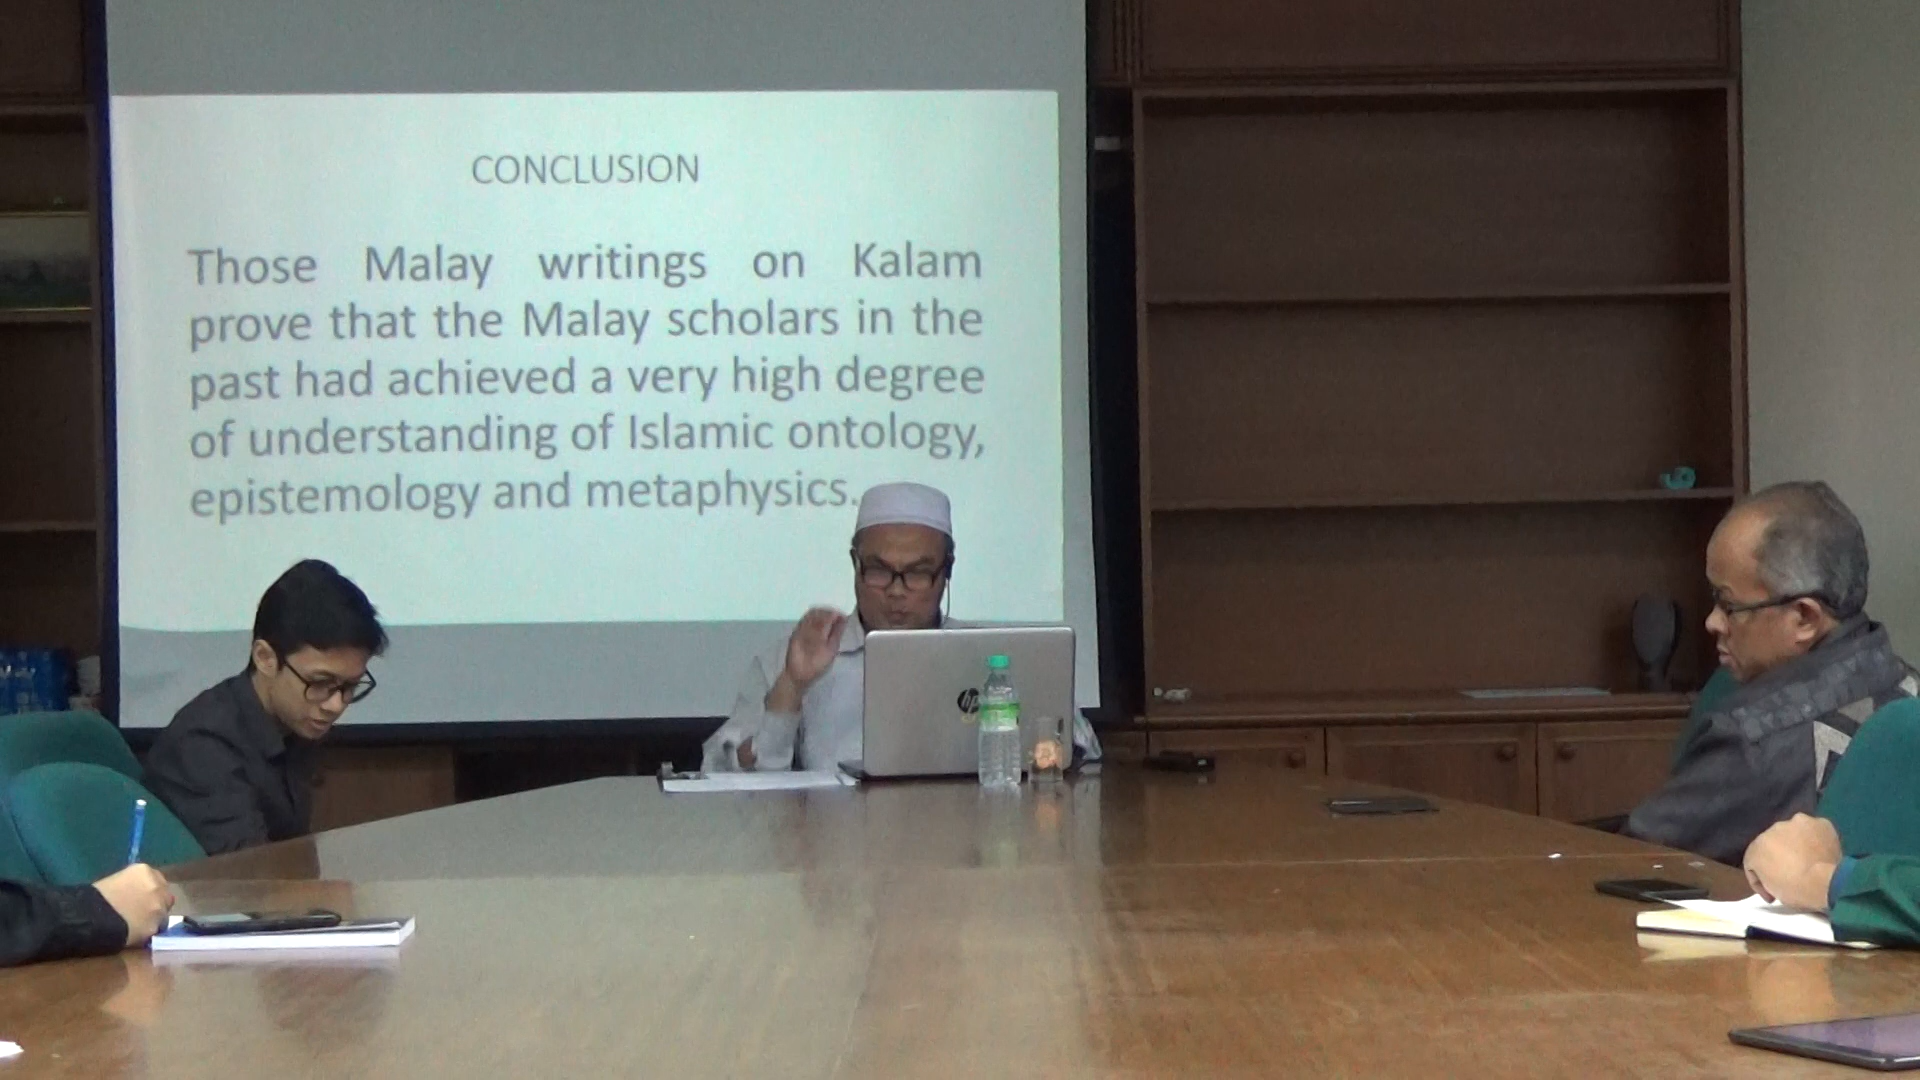 CONCLUSION
Those Malay writings on Kalam
prove that the Malay scholars in the
past had achieved a very high degree
of understanding of Islamic ontology,
epistemology and metaphysics.
hp